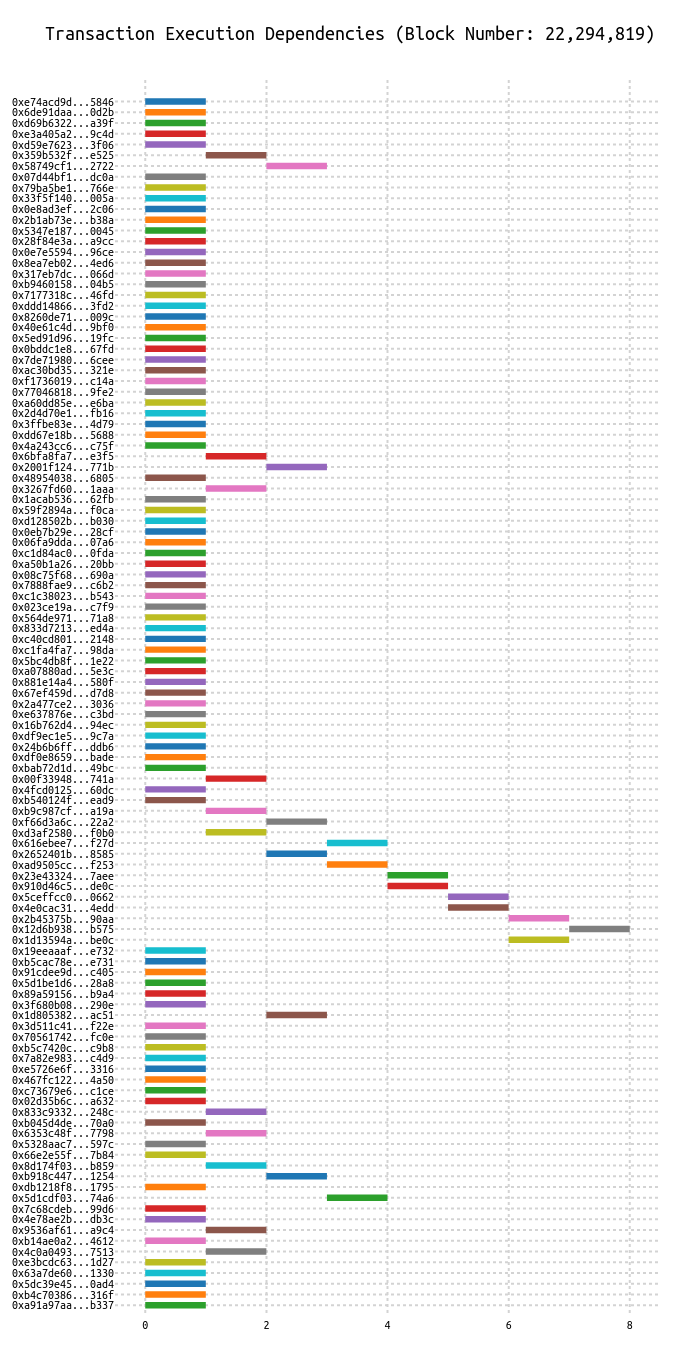 Transaction Execution Dependencies (Block Number: 22,294,819)
0xe74acd9d...5846
0x6de91daa...0d2b
0xd69b6322...a39f
0xe3a405a2...9c4d
0xd59e7623...3f06
0x359b532f...e525
0x58749cf1...2722
0x07d44bf1...dc0a
0x79ba5be1...766e
0x33f5f140...005a
0x0e8ad3ef...2c06
0x2b1ab73e...b38a
0x5347e187...0045
0x28f84e3a...a9cc
0x0e7e5594...96ce
0x8ea7eb02...4ed6
0x317eb7dc...066d
0xb9460158...04b5
0x7177318c...46fd
0xddd14866...3fd2
0x8260de71...009c
0x40e61c4d...9bf0
0x5ed91d96...19fc
0x0bddc1e8...67fd
0x7de71980...6cee
0xac30bd35...321e
0xf1736019...c14a
0x77046818...9fe2
0xa60dd85e...e6ba
0x2d4d70e1...fb16
0x3ffbe83e...4d79
0xdd67e18b...5688
0x4a243cc6...c75f
0x6bfa8fa7...e3f5
0x2001f124...771b
0x48954038...6805
0x3267fd60...1aaa
0x1acab536...62fb
0x59f2894a...f0ca
0xd128502b...b030
0x0eb7b29e...28cf
0x06fa9dda...07a6
0xc1d84ac0...0fda
0xa50b1a26...20bb
0x08c75f68...690a
0x7888fae9...c6b2
0xc1c38023...b543
0x023ce19a...c7f9
0x564de971...71a8
0x833d7213...ed4a
0xc40cd801...2148
0xc1fa4fa7...98da
0x5bc4db8f...1e22
0xa07880ad...5e3c
0x881e14a4...580f
0x67ef459d...d7d8
0x2a477ce2...3036
0xe637876e...c3bd
0x16b762d4...94ec
0xdf9ec1e5...9c7a
0x24b6b6ff...ddb6
0xdf0e8659...bade
0xbab72d1d...49bc
0x00f33948...741a
0x4fcd0125...60dc
0xb540124f...ead9
0xb9c987cf...a19a
0xf66d3a6c...22a2
0xd3af2580...f0b0
0x616ebee7...f27d
0x2652401b...8585
0xad9505cc...f253
0x23e43324...7aee
0x910d46c5...de0c
0x5ceffcc0...0662
0x4e0cac31...4edd
0x2b45375b...90aa
0x12d6b938...b575
0x1d13594a...be0c
0x19eeaaaf...e732
0xb5cac78e...e731
0x91cdee9d...c405
0x5d1be1d6...28a8
0x89a59156...b9a4
0x3f680b08...290e
0x1d805382...ac51
0x3d511c41...f22e
0x70561742...fc0e
0xb5c7420c...c9b8
0x7a82e983...c4d9
0xe5726e6f...3316
0x467fc122...4a50
0xc73679e6...c1ce
0x02d35b6c...a632
0x833c9332...248c
0xb045d4de...70a0
0x6353c48f...7798
0x5328aac7...597c
0x66e2e55f...7b84
0x8d174f03...b859
0xb918c447...1254
0xdb1218f8...1795
0x5d1cdf03...74a6
0x7c68cdeb...99d6
0x4e78ae2b...db3c
0x9536af61...a9c4
0xb14ae0a2...4612
0x4c0a0493...7513
0xe3bcdc63...1d27
0x63a7de60...1330
0x5dc39e45...0ad4
0xb4c70386...316f
0xa91a97aa...b337
0 2 4 6 8